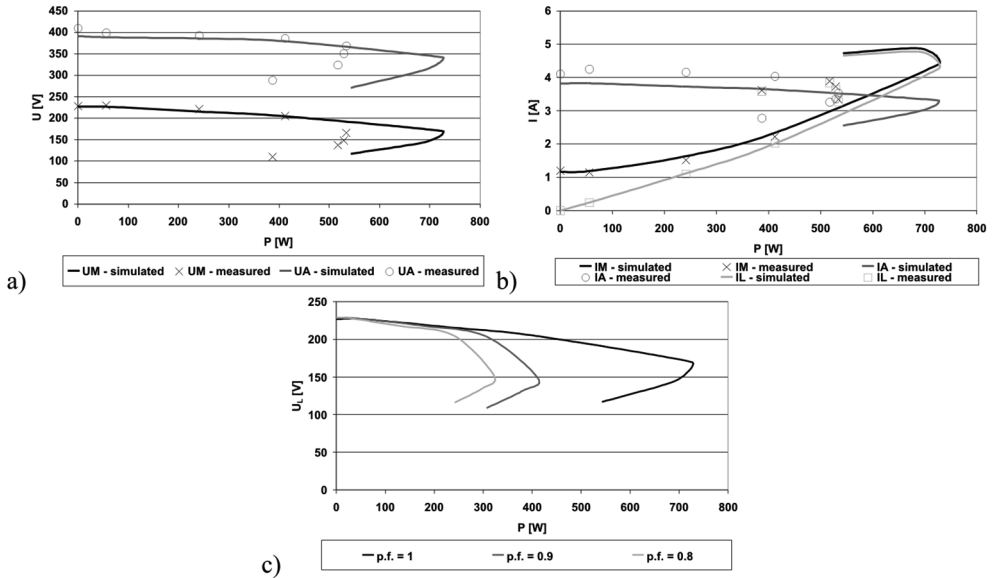 a)
450
400
350
300
250
200
150
100
50
0
U [V]
0 100 200 300 400 500 600 700 800
P [W]
UM - simulated UM - measured UA - simulated UA - measured
b)
6
5
4
3
2
1
0
I [A]
0 100 200 300 400 500 600 700 800
P [W]
IM - simulated IM - measured IA - simulated
IA - measured IL - simulated IL - measured
250
200
150
100
50
0
UL [V]
0 100 200 300 400 500 600 700 800
P [W]
p.f. = 1 p.f. = 0.9 p.f. = 0.8
c)